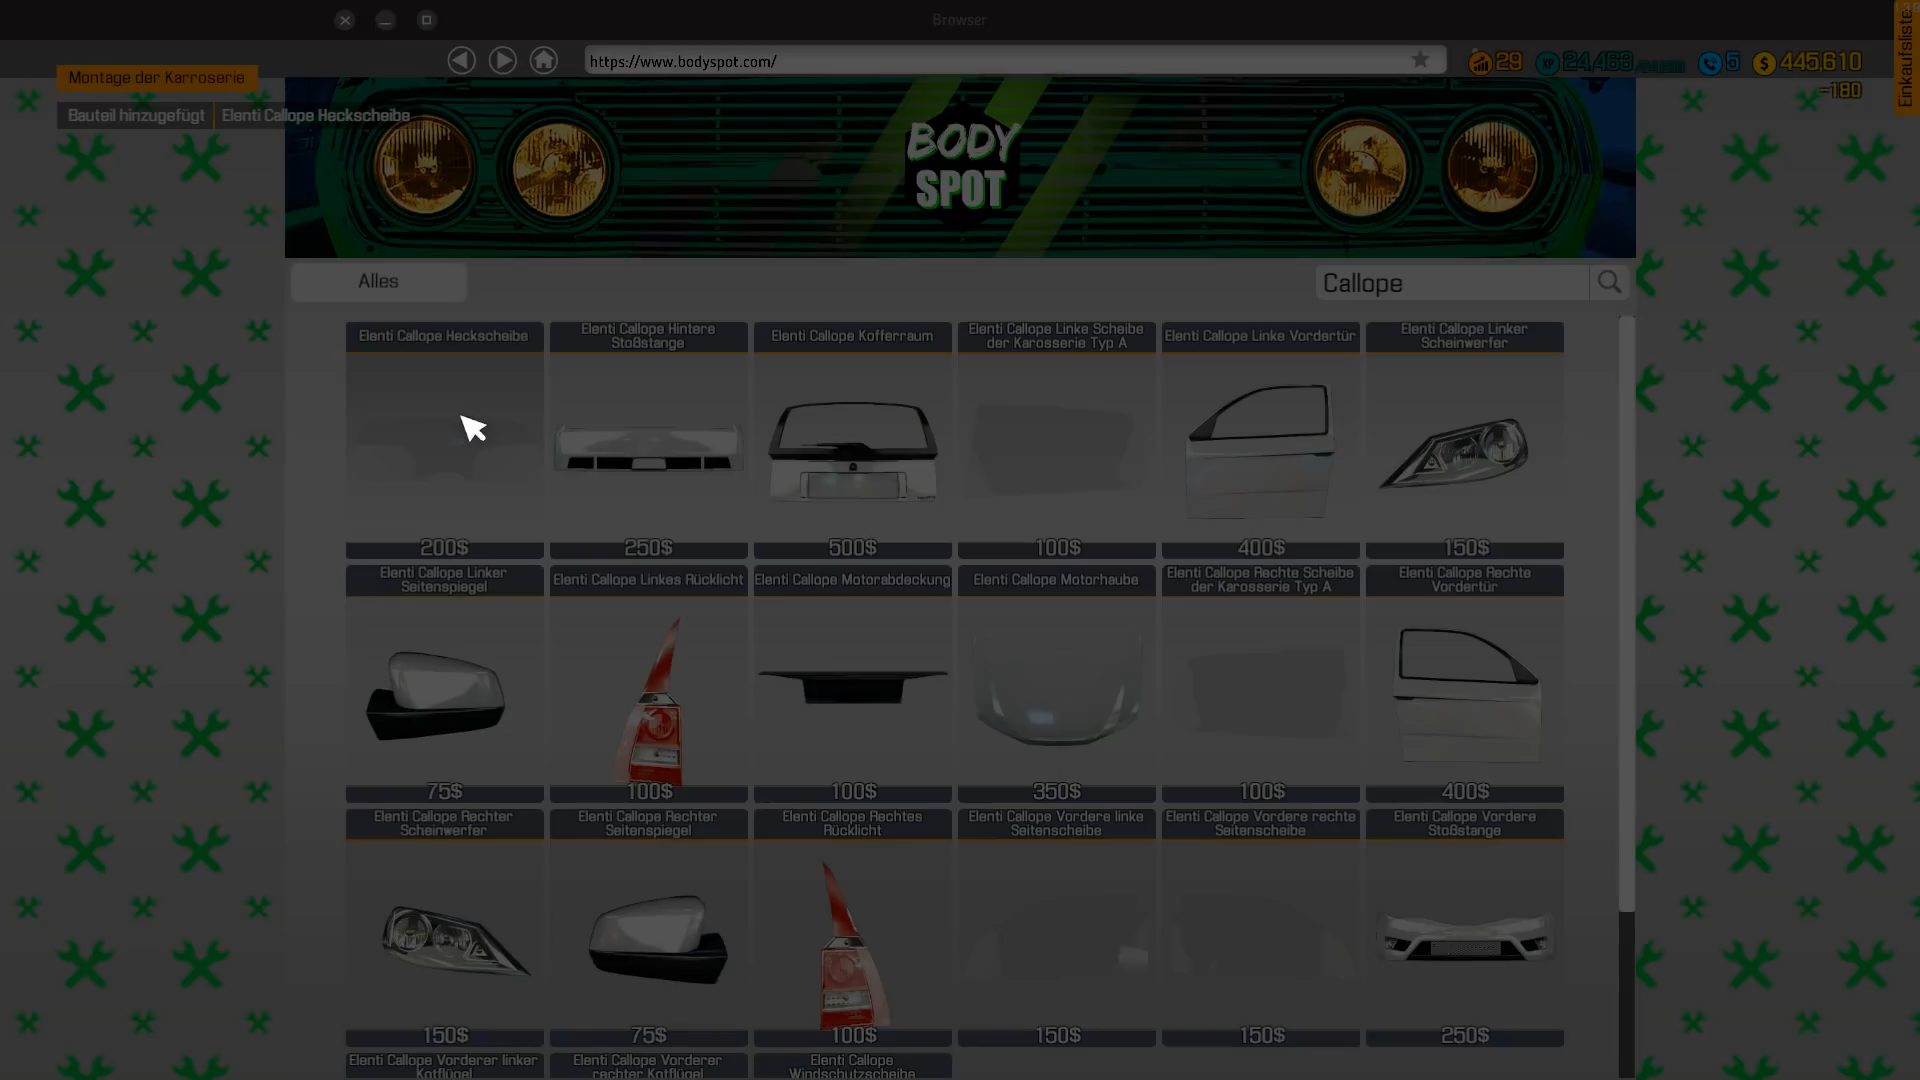 Browser
https://www.bodyspot.com/
29
5
445,610
-180
Einkaufsliste
Montage der Karroserie
Bauteil hinzugefügt
Elenti Callope Heckscheibe
BODY
SPOT
Alles
Callope
Elenti Callope Heckscheibe
Elenti Callope Hintere
Stoßstange
Elenti Callope Kofferraum
Elenti Callope Linke Scheibe
der Karosserie Typ A
Elenti Callope Linke Vordertür
Elenti Callope Linker
Scheinwerfer
200$
250$
500$
100$
400$
150$
Elenti Callope Linker
Seitenspiegel
Elenti Callope Linkes Rücklicht
Elenti Callope Motorabdeckung
Elenti Callope Motorhaube
Elenti Callope Rechte Scheibe
der Karosserie Typ A
Elenti Callope Rechte
Vordertür
75$
100$
100$
350$
100$
400$
Elenti Callope Rechter
Scheinwerfer
Elenti Callope Rechter
Seitenspiegel
Elenti Callope Rechtes
Rücklicht
Elenti Callope Vordere linke
Seitenscheibe
Elenti Callope Vordere rechte
Seitenscheibe
Elenti Callope Vordere
Stoßstange
150$
75$
100$
150$
150$
250$
Elenti Callope Vorderer linker
Kotflügel
Elenti Callope Vorderer
rechter Kotflügel
Elenti Callope
Windschutzscheibe